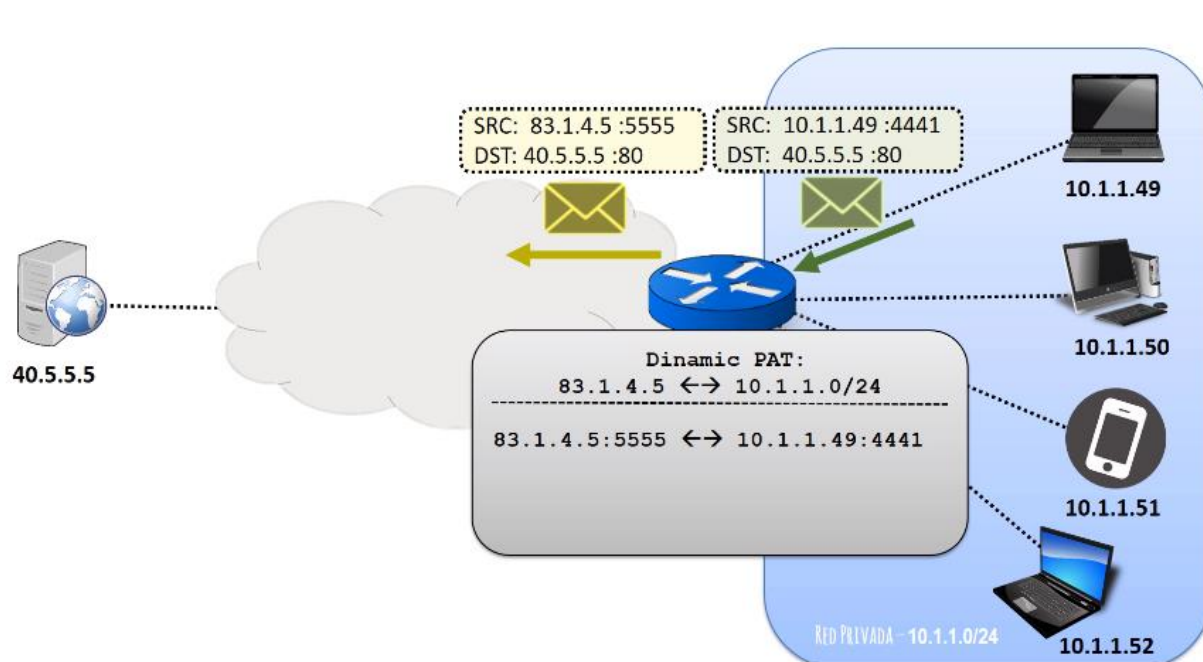 SRC: 83.1.4.5 :5555
DST: 40.5.5.5 :80
SRC: 10.1.1.49 :4441
DST: 40.5.5.5 :80
10.1.1.49
40.5.5.5
10.1.1.50
Dinamic PAT:
83.1.4.5 ←→ 10.1.1.0/24
83.1.4.5:5555 ←→ 10.1.1.49:4441
10.1.1.51
RED PRIVADA – 10.1.1.0/24
10.1.1.52